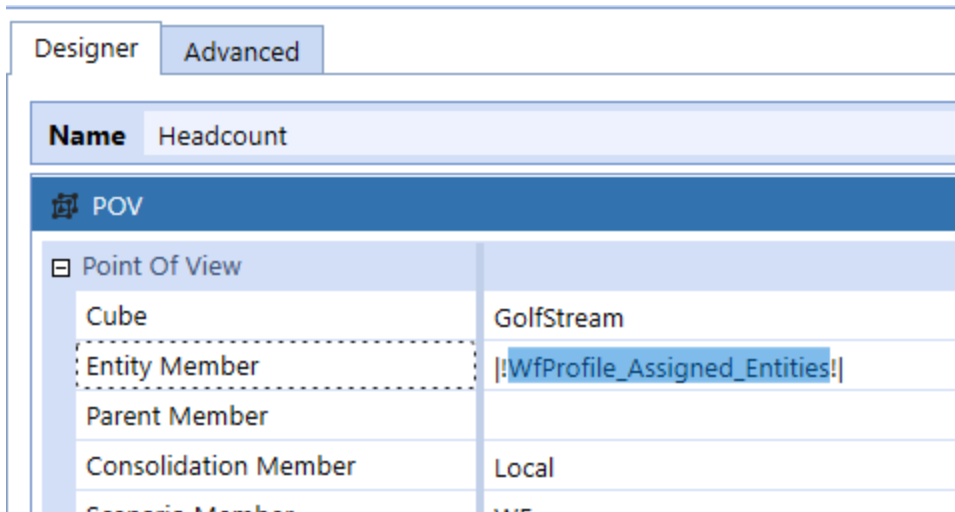 Designer Advanced
Name Headcount
POV
Point Of View
Cube GolfStream
Entity Member |!WfProfile_Assigned_Entities!|
Parent Member
Consolidation Member Local